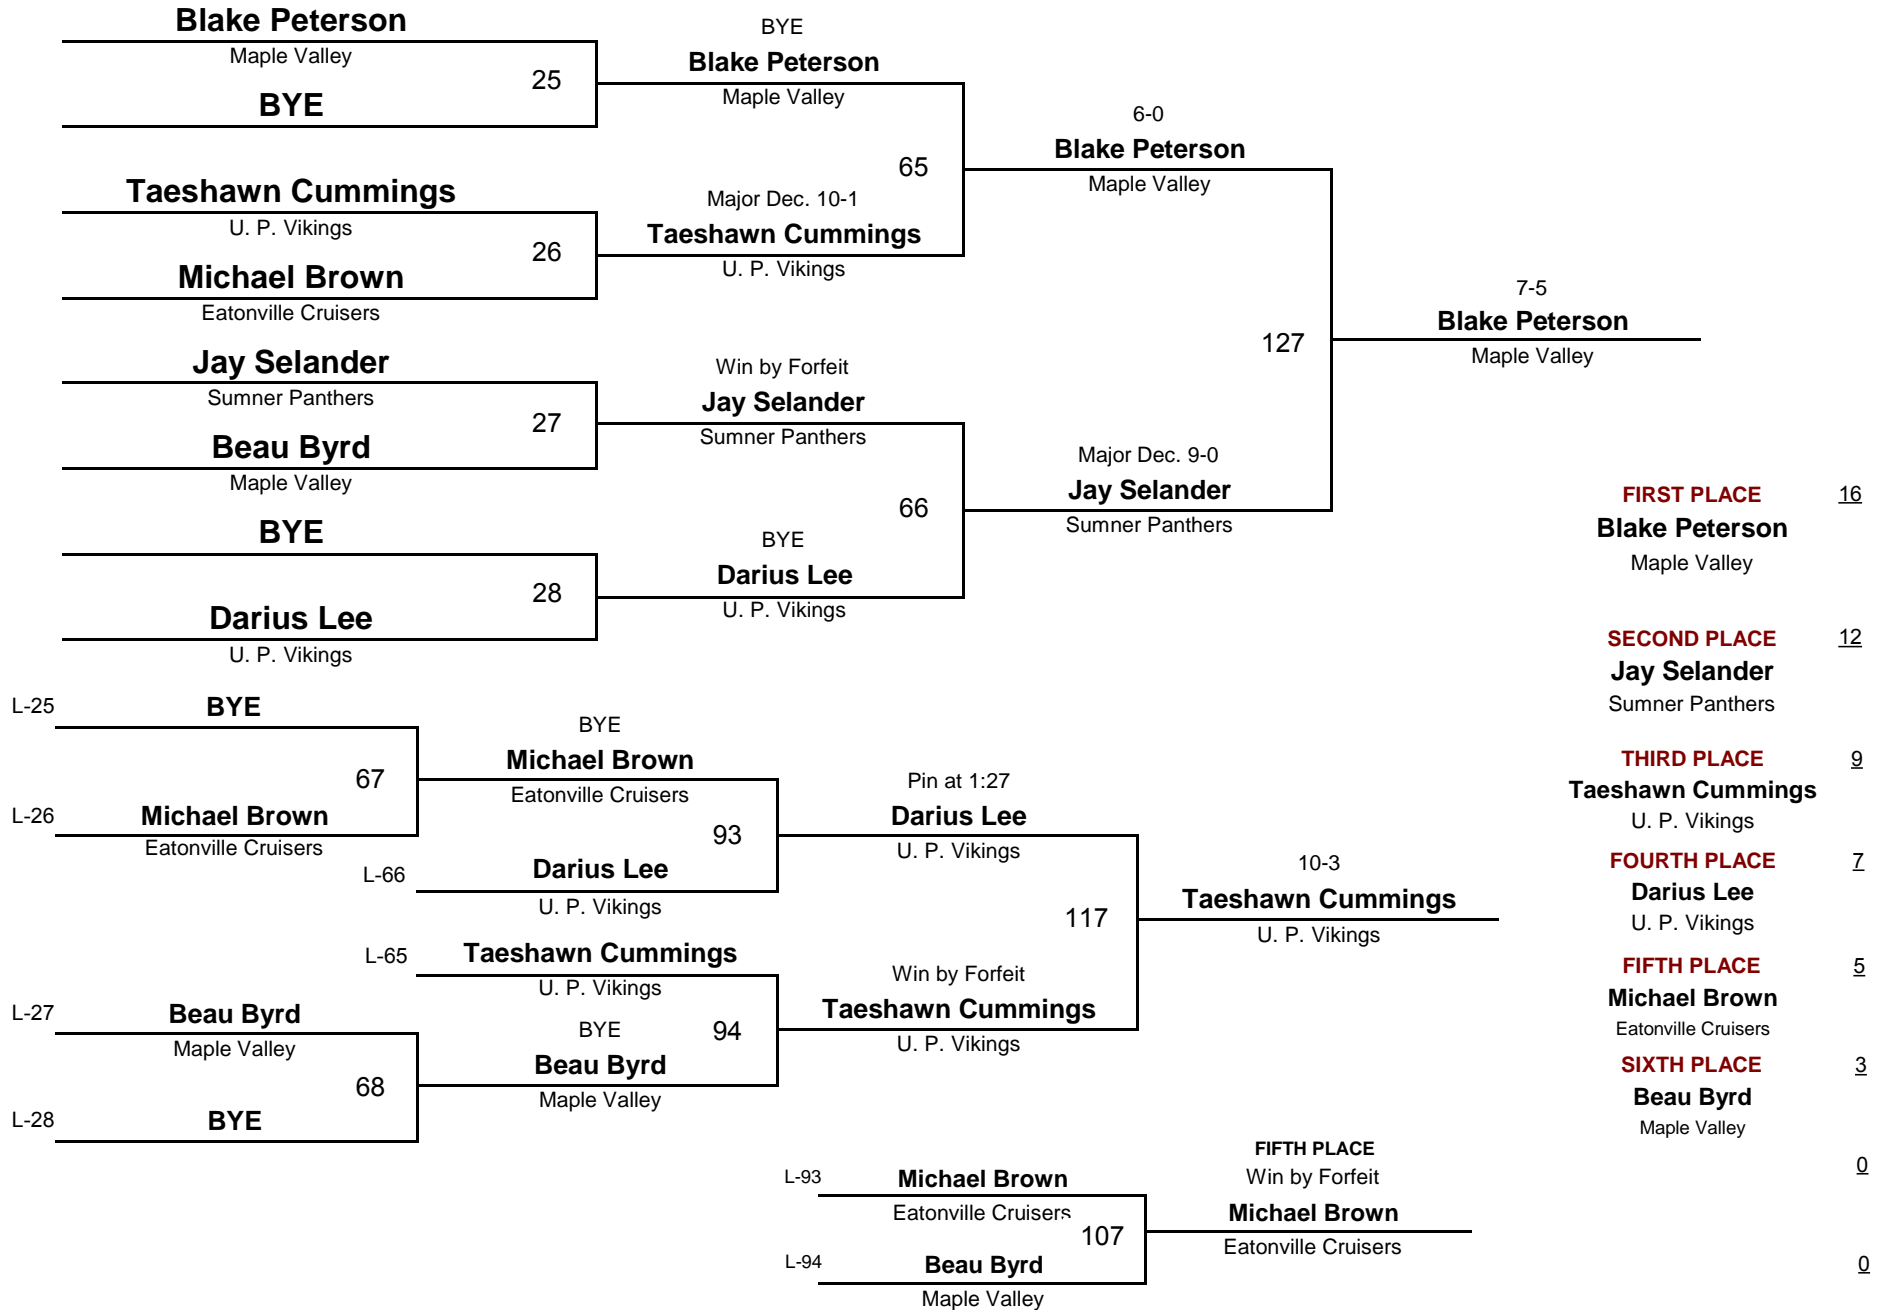 Blake Peterson
Maple Valley
25
BYE
Taeshawn Cummings
U. P. Vikings
26
Michael Brown
Eatonville Cruisers
Jay Selander
Sumner Panthers
27
Beau Byrd
Maple Valley
BYE
28
Darius Lee
U. P. Vikings
BYE
Blake Peterson
Maple Valley
65
Major Dec. 10-1
Taeshawn Cummings
U. P. Vikings
Win by Forfeit
Jay Selander
Sumner Panthers
66
BYE
Darius Lee
U. P. Vikings
6-0
Blake Peterson
Maple Valley
127
Major Dec. 9-0
Jay Selander
Sumner Panthers
7-5
Blake Peterson
Maple Valley
L-25
BYE
67
L-26
Michael Brown
Eatonville Cruisers
L-27
Beau Byrd
Maple Valley
68
L-28
BYE
BYE
Michael Brown
Eatonville Cruisers
93
L-66
Darius Lee
U. P. Vikings
L-65
Taeshawn Cummings
U. P. Vikings
94
BYE
Beau Byrd
Maple Valley
Pin at 1:27
Darius Lee
U. P. Vikings
117
Win by Forfeit
Taeshawn Cummings
U. P. Vikings
10-3
Taeshawn Cummings
U. P. Vikings
L-93
Michael Brown
Eatonville Cruisers
107
L-94
Beau Byrd
Maple Valley
FIFTH PLACE
Win by Forfeit
Michael Brown
Eatonville Cruisers
FIRST PLACE 16
Blake Peterson
Maple Valley
SECOND PLACE 12
Jay Selander
Sumner Panthers
THIRD PLACE 9
Taeshawn Cummings
U. P. Vikings
FOURTH PLACE 7
Darius Lee
U. P. Vikings
FIFTH PLACE 5
Michael Brown
Eatonville Cruisers
SIXTH PLACE 3
Beau Byrd
Maple Valley
0
0